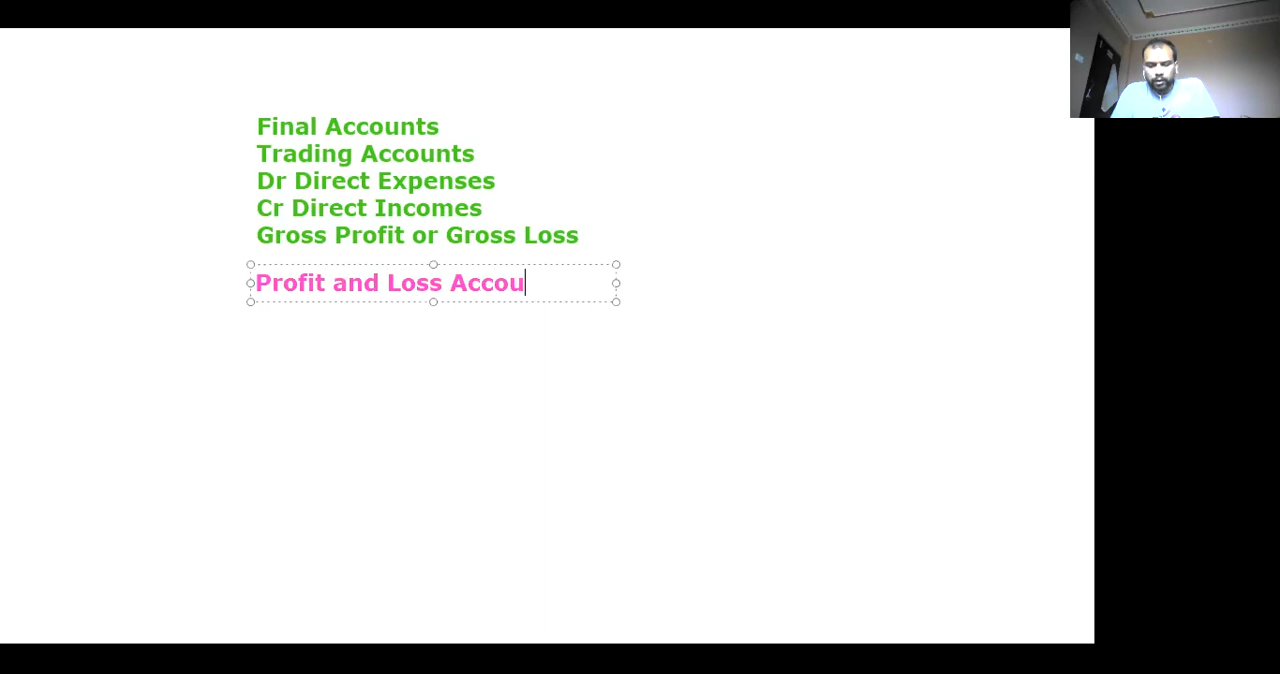 Final Accounts
Trading Accounts
Dr Direct Expenses
Cr Direct Incomes
Gross Profit or Gross Loss
Profit and Loss Accou